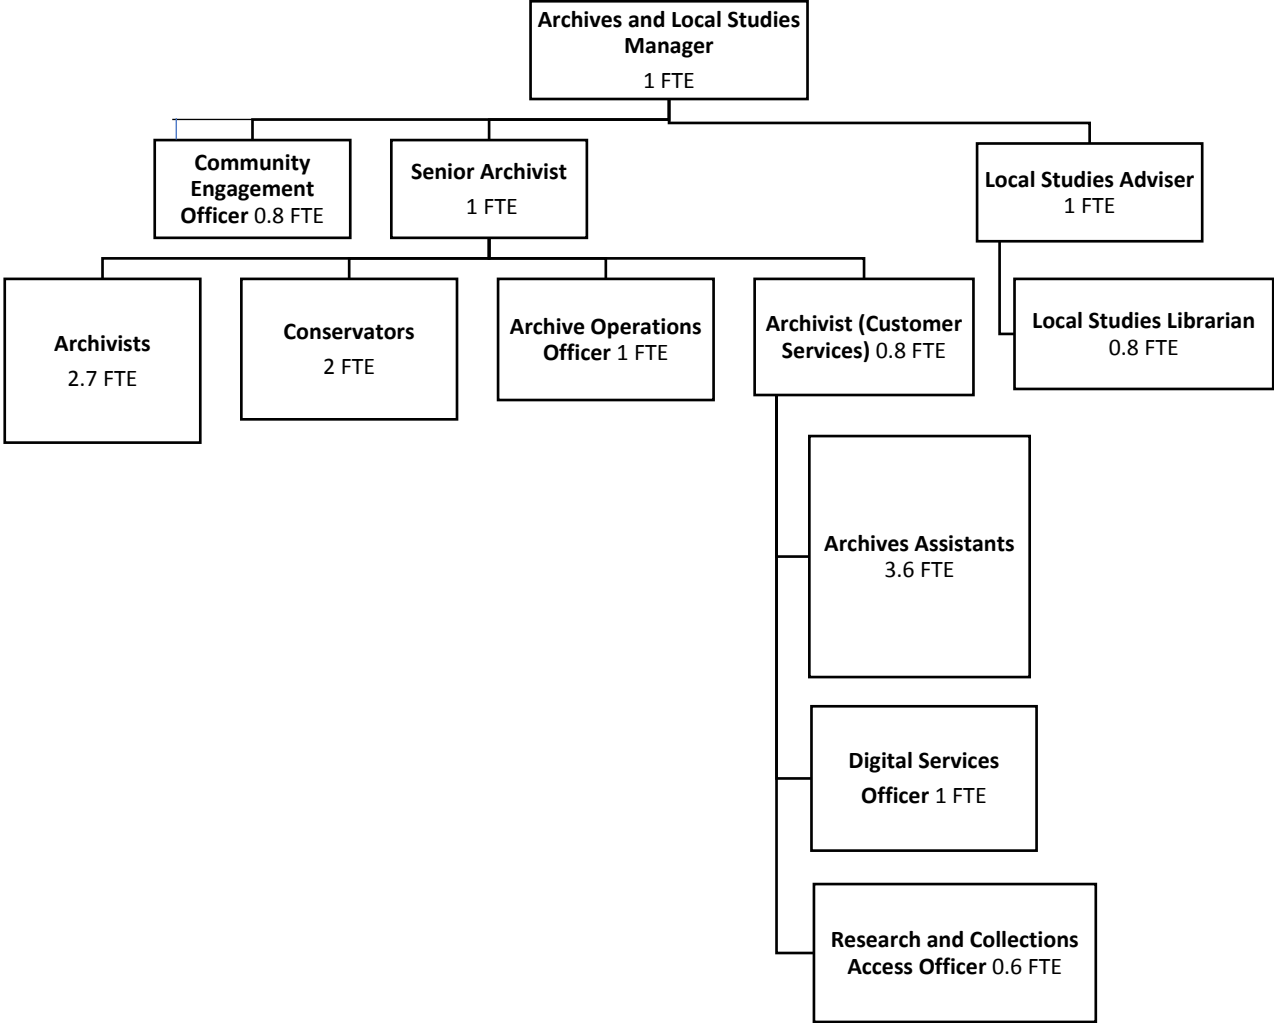 Archives and Local Studies
Manager
1 FTE
Community
Engagement
Officer 0.8 FTE
Senior Archivist
1 FTE
Local Studies Adviser
1 FTE
Archivists
2.7 FTE
Conservators
2 FTE
Archive Operations
Officer 1 FTE
Archivist (Customer
Services) 0.8 FTE
Local Studies Librarian
0.8 FTE
Archives Assistants
3.6 FTE
Digital Services
Officer 1 FTE
Research and Collections
Access Officer 0.6 FTE